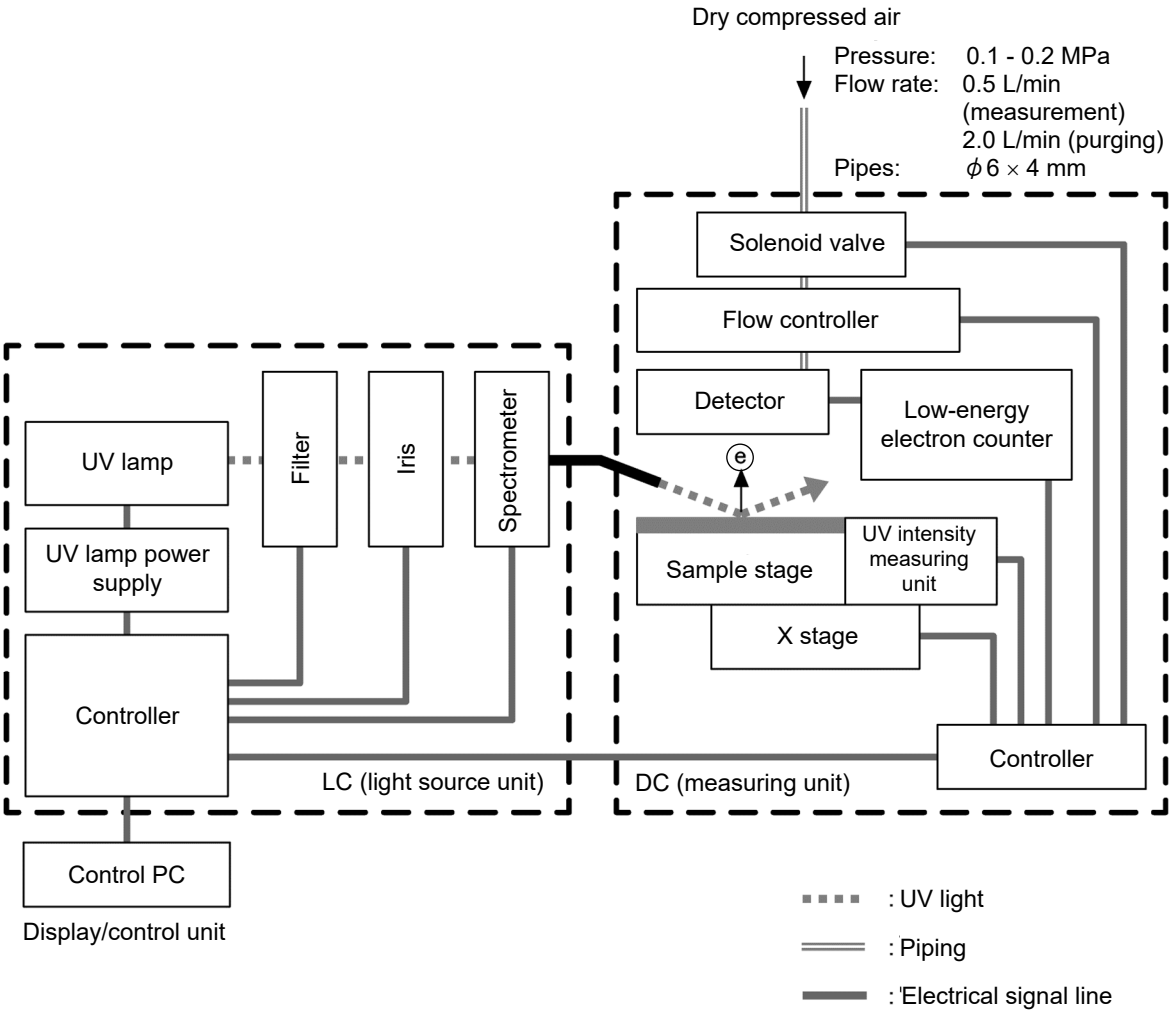 Dry compressed air
Pressure: 0.1 - 0.2 MPa
Flow rate: 0.5 L/min
(measurement)
2.0 L/min (purging)
Pipes: ϕ6 × 4 mm
Solenoid valve
Flow controller
Detector
Low-energy
electron counter
e
UV lamp
Filter
Iris
Spectrometer
UV lamp power
supply
Sample stage
UV intensity
measuring
unit
X stage
Controller
Controller
LC (light source unit)
DC (measuring unit)
Control PC
Display/control unit
: UV light
: Piping
: Electrical signal line